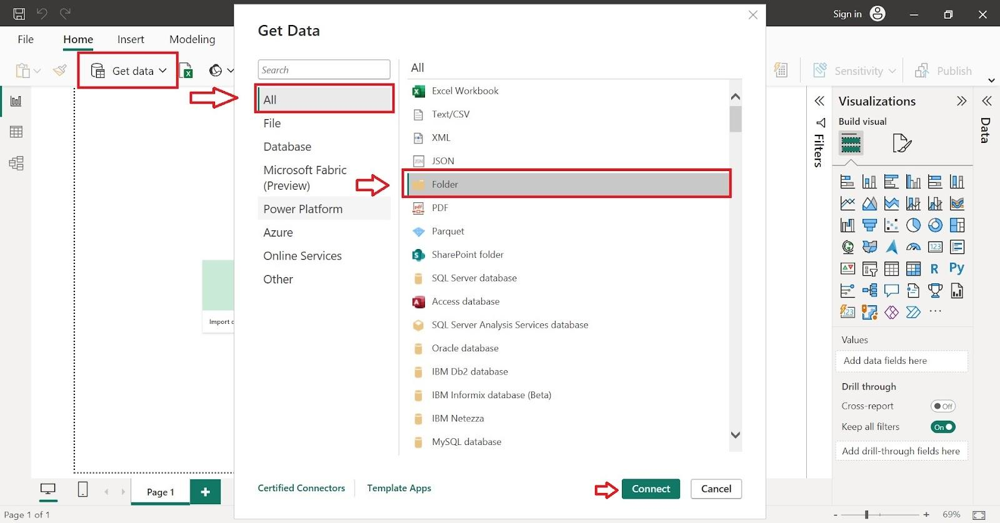 Sign in
File
Home
Insert
Modeling
Get data
Sensitivity
Publish
Get Data
Search
All
File
Database
Microsoft Fabric
(Preview)
Power Platform
Azure
Online Services
Other
All
Excel Workbook
Text/CSV
XML
JSON
Folder
PDF
Parquet
SharePoint folder
SQL Server database
Access database
SQL Server Analysis Services database
Oracle database
IBM Db2 database
IBM Informix database (Beta)
IBM Netezza
MySQL database
Certified Connectors
Template Apps
Connect
Cancel
Import
Filters
Visualizations
Build visual
123
R
Py
123
...
Values
Add data fields here
Drill through
Cross-report
Off
Keep all filters
On
Add drill-through fields here
Data
Page 1
+
Page 1 of 1
- + 69%